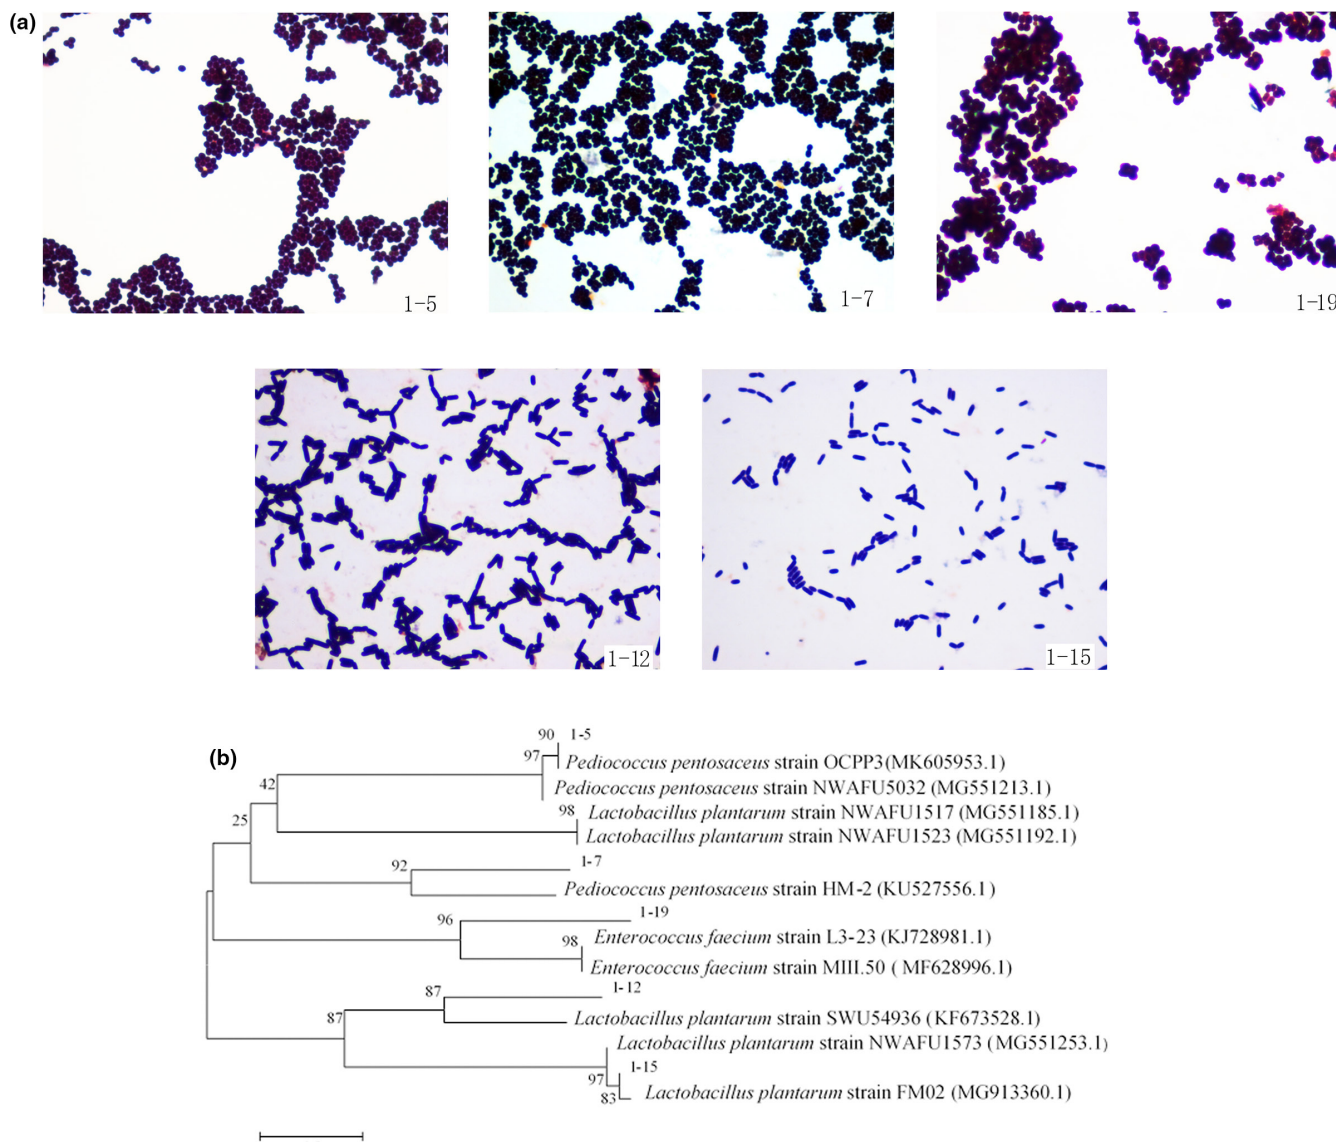 (a)
1-5
1-7
1-19
1-12
1-15
(b)
90
1-5
97
Pediococcus pentosaceus strain OCPP3(MK605953.1)
Pediococcus pentosaceus strain NWAFU5032 (MG551213.1)
42
98
Lactobacillus plantarum strain NWAFU1517 (MG551185.1)
Lactobacillus plantarum strain NWAFU1523 (MG551192.1)
25
92
1-7
Pediococcus pentosaceus strain HM-2 (KU527556.1)
96
1-19
Enterococcus faecium strain L3-23 (KJ728981.1)
98
Enterococcus faecium strain MIII.50 ( MF628996.1)
87
1-12
Lactobacillus plantarum strain SWU54936 (KF673528.1)
87
Lactobacillus plantarum strain NWAFU1573 (MG551253.1)
1-15
97
83
Lactobacillus plantarum strain FM02 (MG913360.1)